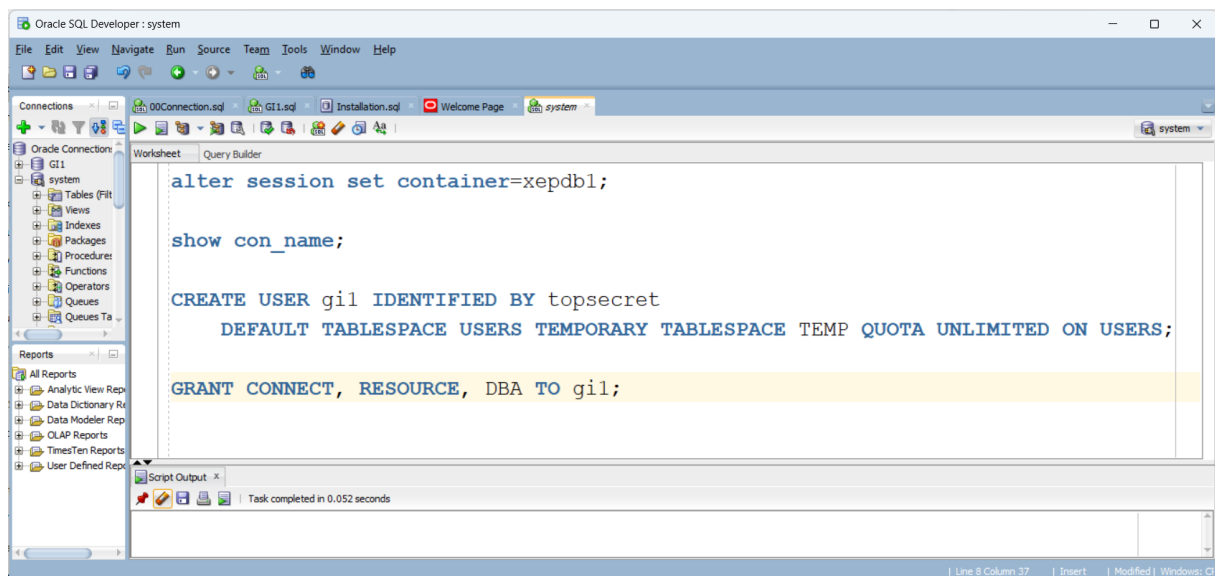 Oracle SQL Developer : system
File Edit View Navigate Run Source Team Tools Window Help
Connections
00Connection.sql
GI1.sql
Installation.sql
Welcome Page
system
system
Worksheet Query Builder
Oracle Connections
GI1
system
Tables (Filt
Views
Indexes
Packages
Procedures
Functions
Operators
Queues
Queues Ta
alter session set container=xepdb1;
show con_name;
CREATE USER gi1 IDENTIFIED BY topsecret
DEFAULT TABLESPACE USERS TEMPORARY TABLESPACE TEMP QUOTA UNLIMITED ON USERS;
GRANT CONNECT, RESOURCE, DBA TO gi1;
Reports
All Reports
Analytic View Repo
Data Dictionary Re
Data Modeler Rep
OLAP Reports
TimesTen Reports
User Defined Repo
Script Output
Task completed in 0.052 seconds
Line 8 Column 37 | Insert | Modified | Windows: C